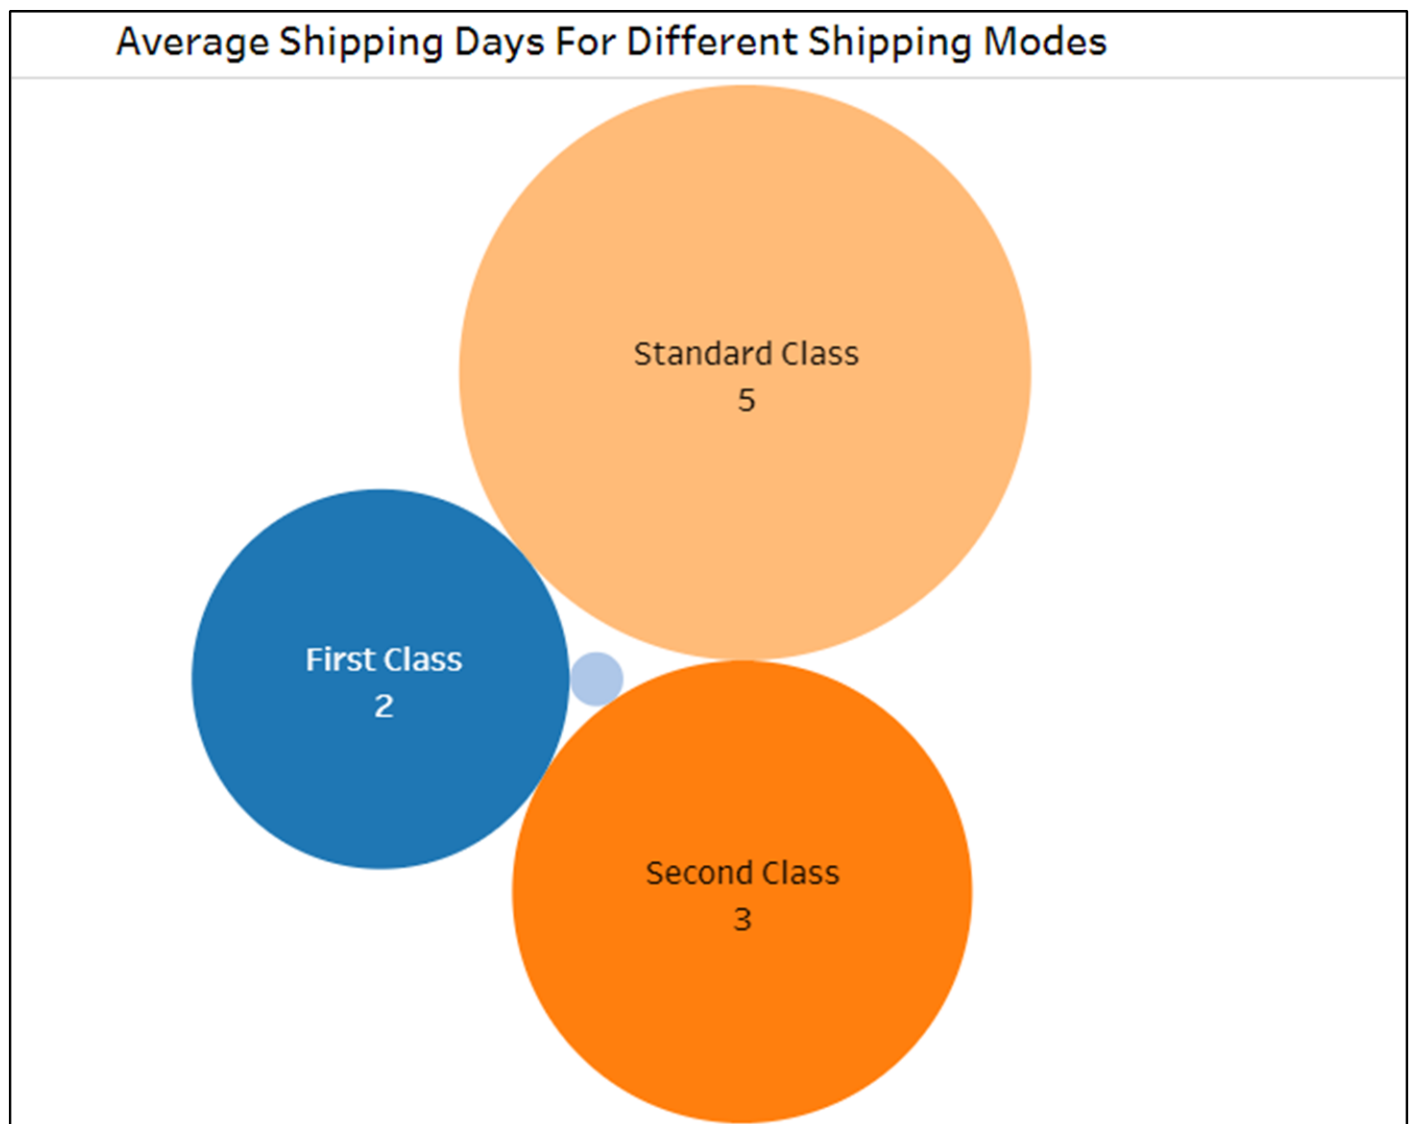 Average Shipping Days For Different Shipping Modes
Standard Class
5
First Class
2
Second Class
3